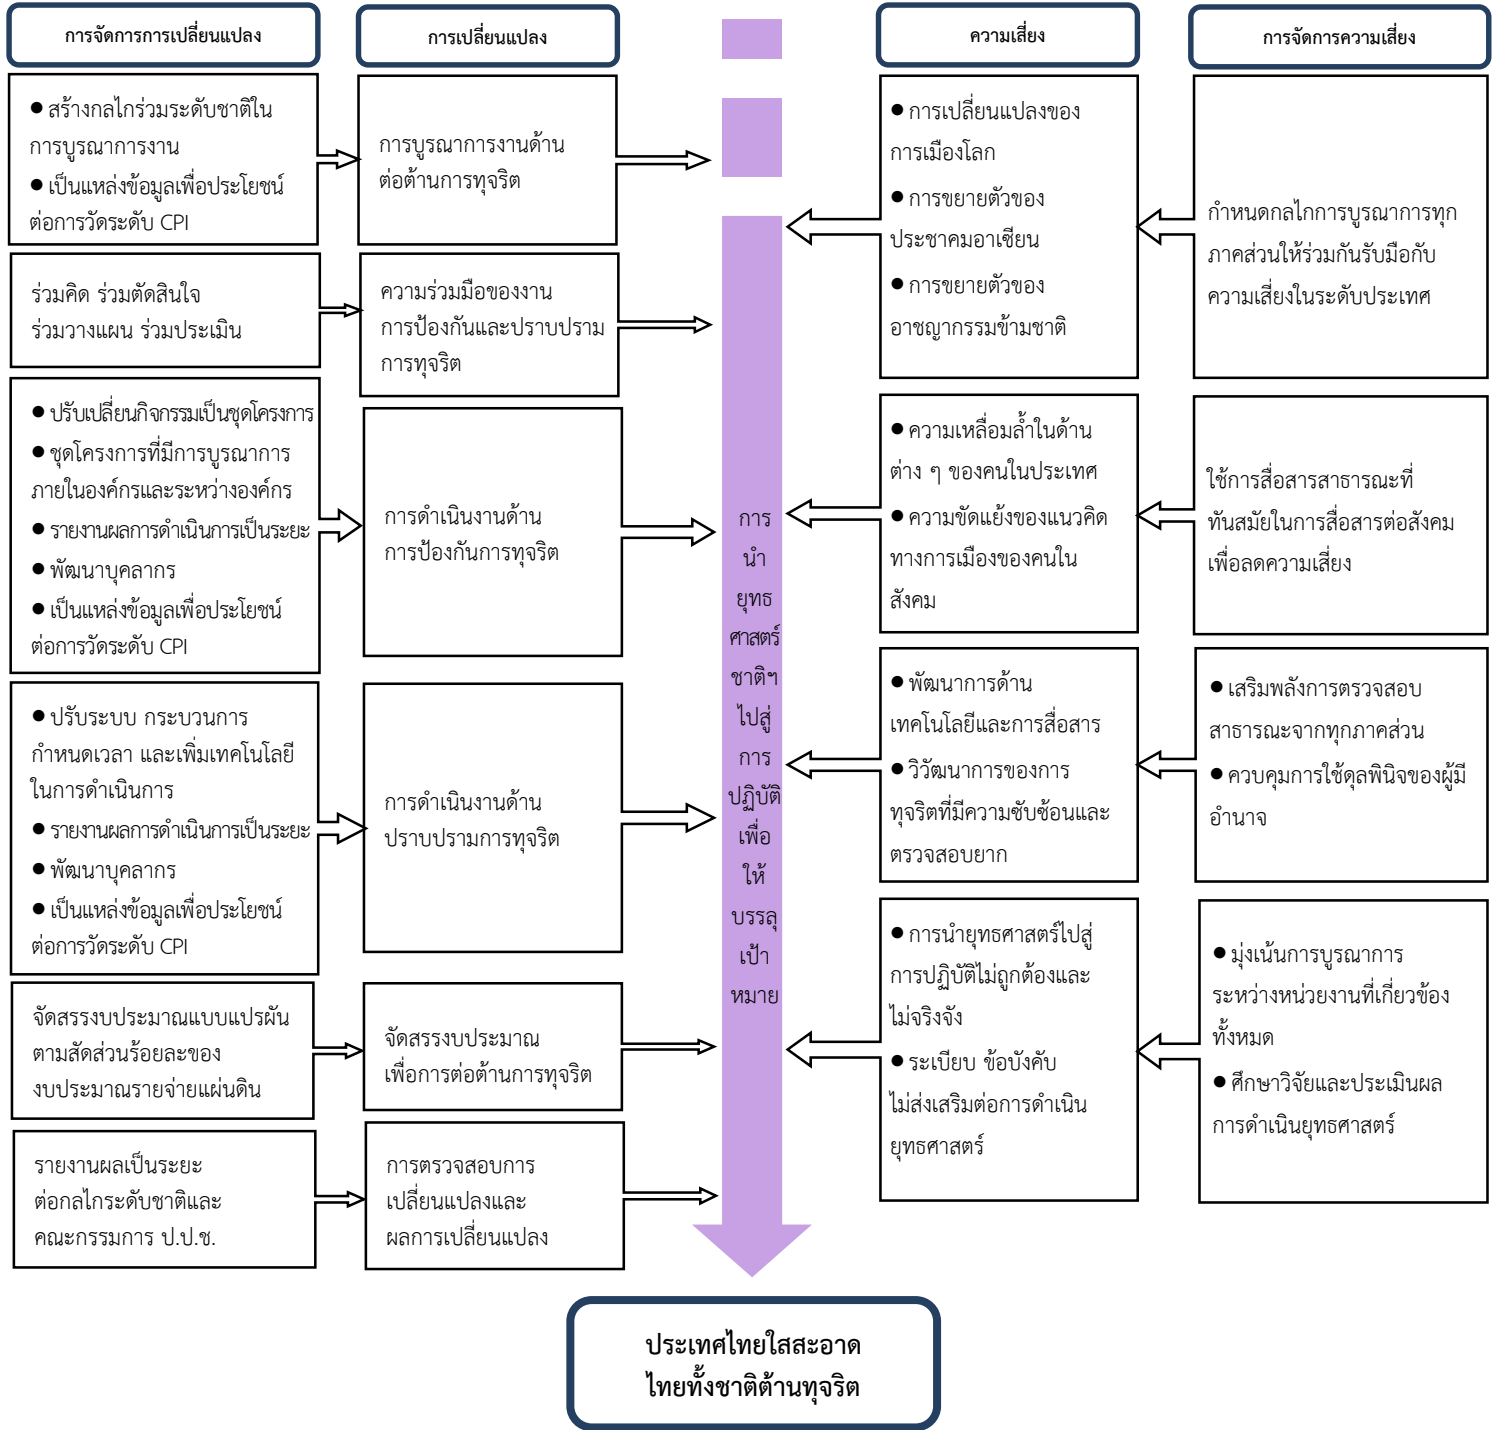 การจัดการการเปลี่ยนแปลง
การเปลี่ยนแปลง
ความเสี่ยง
การจัดการความเสี่ยง
● สร้างกลไกร่วมระดับชาติใน
การบูรณาการงาน
● เป็นแหล่งข้อมูลเพื่อประโยชน์
ต่อการวัดระดับ CPI
การบูรณาการงานด้าน
ต่อต้านการทุจริต
ร่วมคิด ร่วมตัดสินใจ
ร่วมวางแผน ร่วมประเมิน
ความร่วมมือของงาน
การป้องกันและปราบปราม
การทุจริต
● ปรับเปลี่ยนกิจกรรมเป็นชุดโครงการ
● ชุดโครงการที่มีการบูรณาการ
ภายในองค์กรและระหว่างองค์กร
● รายงานผลการดำเนินการเป็นระยะ
● พัฒนาบุคลากร
● เป็นแหล่งข้อมูลเพื่อประโยชน์
ต่อการวัดระดับ CPI
การดำเนินงานด้าน
การป้องกันการทุจริต
● ปรับระบบ กระบวนการ
กำหนดเวลา และเพิ่มเทคโนโลยี
ในการดำเนินการ
● รายงานผลการดำเนินการเป็นระยะ
● พัฒนาบุคลากร
● เป็นแหล่งข้อมูลเพื่อประโยชน์
ต่อการวัดระดับ CPI
การดำเนินงานด้าน
ปราบปรามการทุจริต
จัดสรรงบประมาณแบบแปรผัน
ตามสัดส่วนร้อยละของ
งบประมาณรายจ่ายแผ่นดิน
จัดสรรงบประมาณ
เพื่อการต่อต้านการทุจริต
รายงานผลเป็นระยะ
ต่อกลไกระดับชาติและ
คณะกรรมการ ป.ป.ช.
การตรวจสอบการ
เปลี่ยนแปลงและ
ผลการเปลี่ยนแปลง
การ
นำ
ยุทธ
ศาสตร์
ชาติฯ
ไปสู่
การ
ปฏิบัติ
เพื่อ
ให้
บรรลุ
เป้า
หมาย
● การเปลี่ยนแปลงของ
การเมืองโลก
● การขยายตัวของ
ประชาคมอาเซียน
● การขยายตัวของ
อาชญากรรมข้ามชาติ
กำหนดกลไกการบูรณาการทุก
ภาคส่วนให้ร่วมกันรับมือกับ
ความเสี่ยงในระดับประเทศ
● ความเหลื่อมล้ำในด้าน
ต่าง ๆ ของคนในประเทศ
● ความขัดแย้งของแนวคิด
ทางการเมืองของคนใน
สังคม
ใช้การสื่อสารสาธารณะที่
ทันสมัยในการสื่อสารต่อสังคม
เพื่อลดความเสี่ยง
● พัฒนาการด้าน
เทคโนโลยีและการสื่อสาร
● วิวัฒนาการของการ
ทุจริตที่มีความซับซ้อนและ
ตรวจสอบยาก
● เสริมพลังการตรวจสอบ
สาธารณะจากทุกภาคส่วน
● ควบคุมการใช้ดุลพินิจของผู้มี
อำนาจ
● การนำยุทธศาสตร์ไปสู่
การปฏิบัติไม่ถูกต้องและ
ไม่จริงจัง
● ระเบียบ ข้อบังคับ
ไม่ส่งเสริมต่อการดำเนิน
ยุทธศาสตร์
● มุ่งเน้นการบูรณาการ
ระหว่างหน่วยงานที่เกี่ยวข้อง
ทั้งหมด
● ศึกษาวิจัยและประเมินผล
การดำเนินยุทธศาสตร์
ประเทศไทยใสสะอาด
ไทยทั้งชาติต้านทุจริต